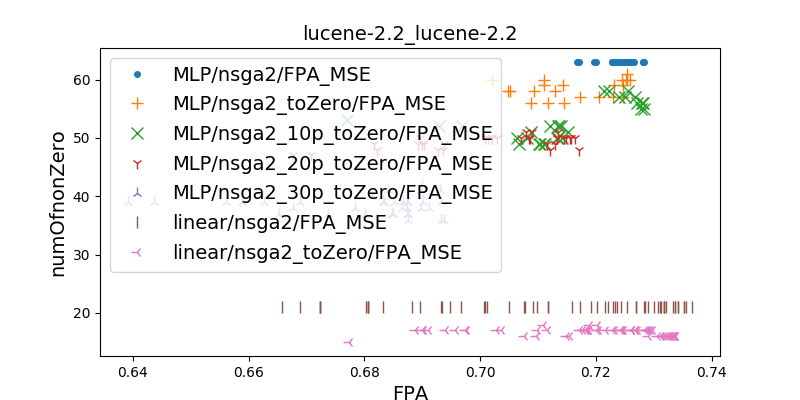 lucene-2.2_lucene-2.2
60
50
40
30
20
numOfnonZero
MLP/nsga2/FPA_MSE
MLP/nsga2_toZero/FPA_MSE
MLP/nsga2_10p_toZero/FPA_MSE
MLP/nsga2_20p_toZero/FPA_MSE
MLP/nsga2_30p_toZero/FPA_MSE
linear/nsga2/FPA_MSE
linear/nsga2_toZero/FPA_MSE
0.64 0.66 0.68 0.70 0.72 0.74
FPA